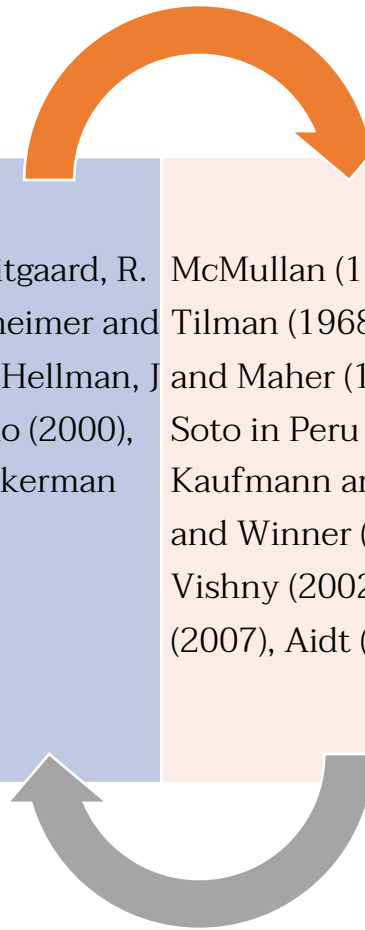 itgaard, R.
heimer and
Hellman, J
o (2000),
kerman
McMullan (1
Tilman (1968
and Maher (1
Soto in Peru
Kaufmann a
and Winner (
Vishny (2002
(2007), Aidt (